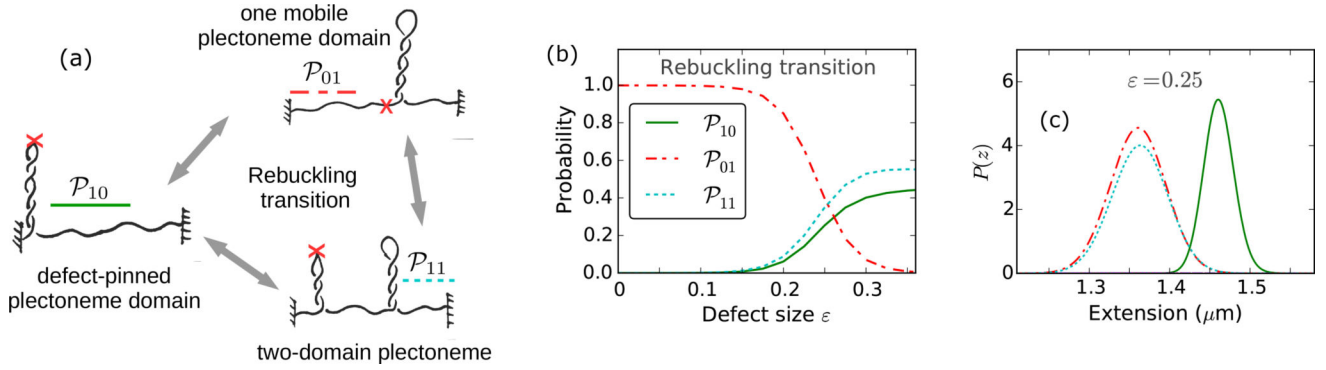 (a)
one mobile
plectoneme domain
𝒫₀₁
𝒫₁₀
Rebuckling
transition
𝒫₁₁
defect-pinned
plectoneme domain
two-domain plectoneme
(b)
Rebuckling transition
Probability
1.0
0.8
0.6
0.4
0.2
0.0
𝒫₁₀
𝒫₀₁
𝒫₁₁
0 0.1 0.2 0.3
Defect size ε
(c)
ε=0.25
P(z)
6
4
2
0
1.3 1.4 1.5
Extension (μm)